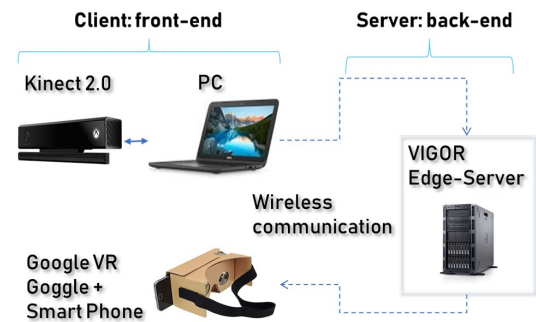 Client: front-end
Server: back-end
Kinect 2.0
PC
VIGOR
Edge-Server
Wireless
communication
Google VR
Goggle +
Smart Phone